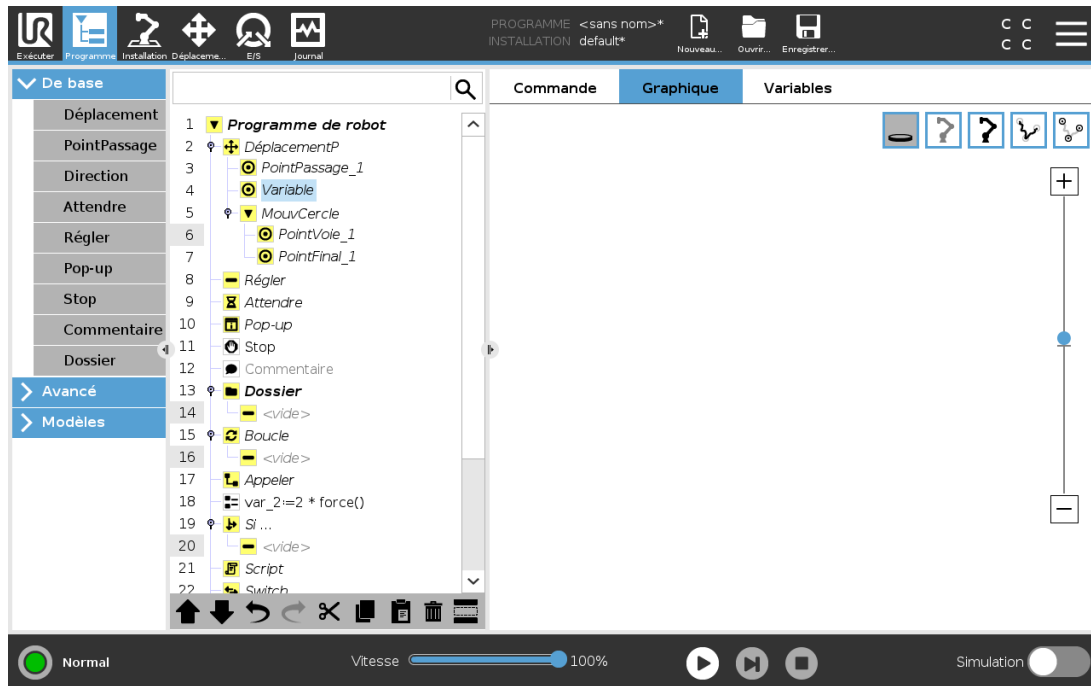 PROGRAMME <sans nom>*
INSTALLATION default*
Exécuter Programme Installation Déplaceme... E/S Journal
Nouveau... Ouvrir... Enregistrer...
C C
C C
De base
Déplacement
PointPassage
Direction
Attendre
Régler
Pop-up
Stop
Commentaire
Dossier
Avancé
Modèles
1 Programme de robot
2 DéplacementP
3 PointPassage_1
4 Variable
5 MouvCercle
6 PointVoie_1
7 PointFinal_1
8 Régler
9 Attendre
10 Pop-up
11 Stop
12 Commentaire
13 Dossier
14 <vide>
15 Boucle
16 <vide>
17 Appeler
18 var_2:=2 * force()
19 Si ...
20 <vide>
21 Script
22 Switch
Commande Graphique Variables
Normal
Vitesse 100%
Simulation